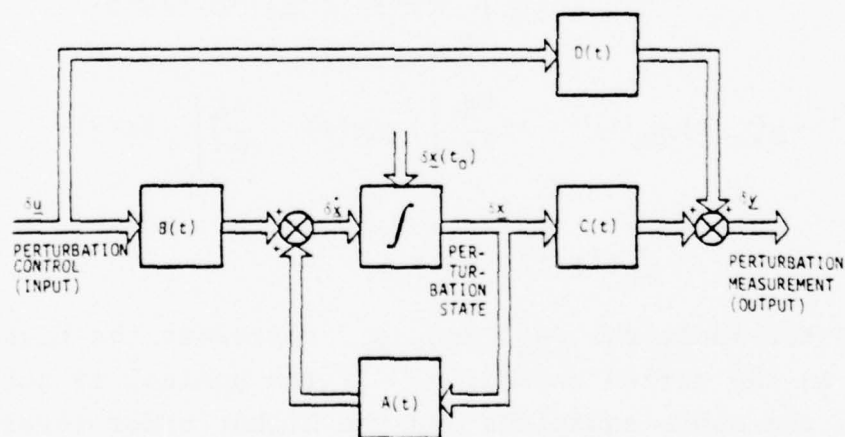 D(t)
δx(t₀)
δu
B(t)
+
+
δẋ
∫
δx
C(t)
+
+
δy
PERTURBATION
CONTROL
(INPUT)
PER-
TUR-
BATION
STATE
PERTURBATION
MEASUREMENT
(OUTPUT)
A(t)